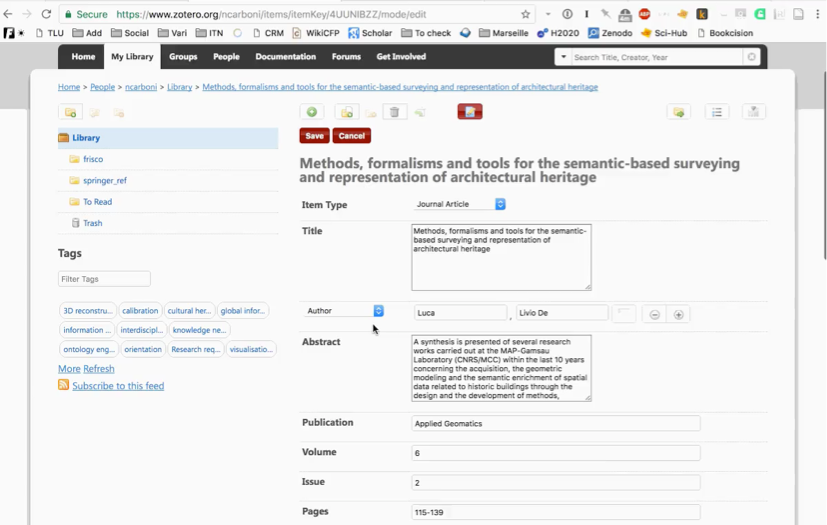 Secure https://www.zotero.org/ncarboni/items/itemKey/4UUNIBZZ/mode/edit
TLU Add Social Vari ITN CRM WikiCFP Scholar To check Marseille H2020 Zenodo Sci-Hub Bookcision
Home My Library Groups People Documentation Forums Get Involved Search Title, Creator, Year
Home > People > ncarboni > Library > Methods, formalisms and tools for the semantic-based surveying and representation of architectural heritage
Library
frisco
springer_ref
To Read
Trash
Tags
Filter Tags
3D reconstru... calibration cultural her... global infor...
information ... interdiscipl... knowledge ne...
ontology eng... orientation Research req... visualisatio...
More Refresh
Subscribe to this feed
Save Cancel
Methods, formalisms and tools for the semantic-based surveying
and representation of architectural heritage
Item Type Journal Article
Title Methods, formalisms and tools for the semantic-
based surveying and representation of
architectural heritage
Author Luca , Livio De
Abstract A synthesis is presented of several research
works carried out at the MAP-Gamsau
Laboratory (CNRS/MCC) within the last 10 years
concerning the acquisition, the geometric
modeling and the semantic enrichment of spatial
data related to historic buildings through the
design and the development of methods,
Publication Applied Geomatics
Volume 6
Issue 2
Pages 115-139